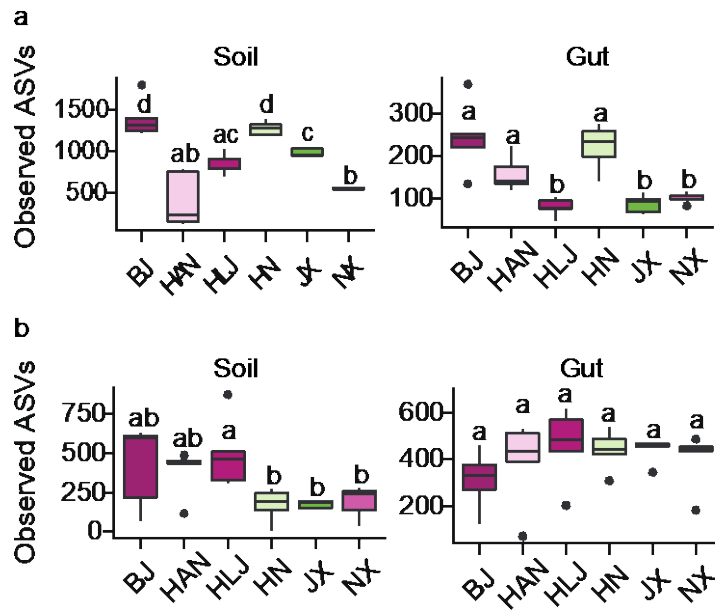 a
Soil
Gut
Observed ASVs
1500
1000
500
d
ab
ac
d
c
b
BJ
HAN
HLJ
HN
JX
NX
300
200
100
a
a
b
a
b
b
BJ
HAN
HLJ
HN
JX
NX
b
Soil
Gut
Observed ASVs
750
500
250
0
ab
ab
a
b
b
b
BJ
HAN
HLJ
HN
JX
NX
600
400
200
a
a
a
a
a
a
BJ
HAN
HLJ
HN
JX
NX